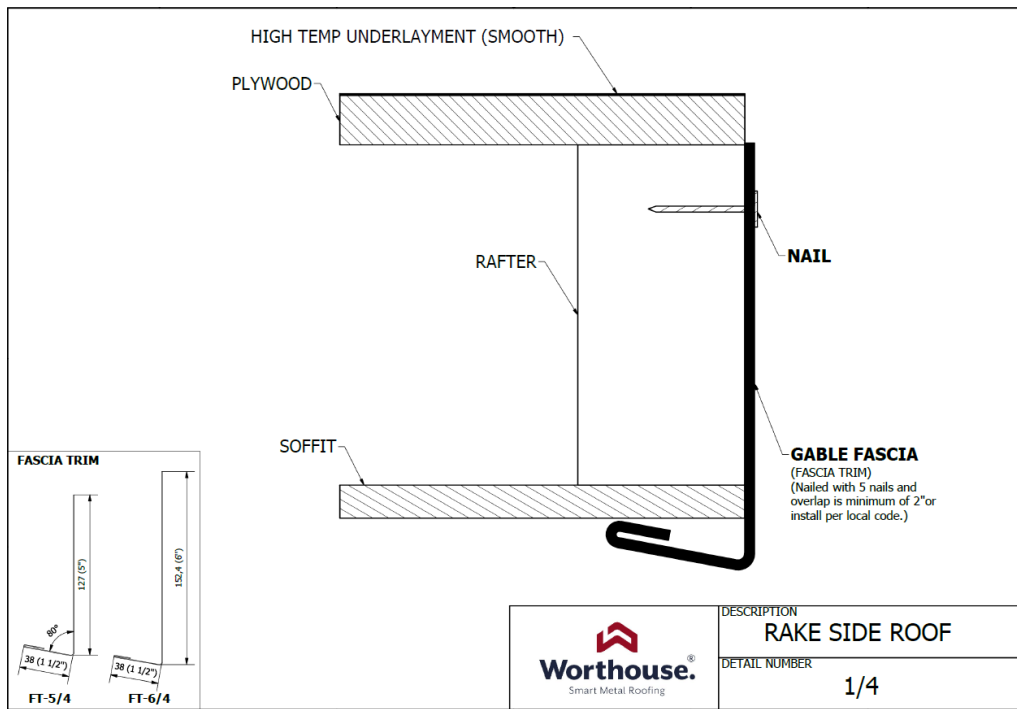 HIGH TEMP UNDERLAYMENT (SMOOTH)
PLYWOOD
RAFTER
NAIL
SOFFIT
GABLE FASCIA
(FASCIA TRIM)
(Nailed with 5 nails and
overlap is minimum of 2"or
install per local code.)
FASCIA TRIM
127 (5")
152,4 (6")
80°
38 (1 1/2")
38 (1 1/2")
FT-5/4
FT-6/4
Worthouse.®
Smart Metal Roofing
DESCRIPTION
RAKE SIDE ROOF
DETAIL NUMBER
1/4